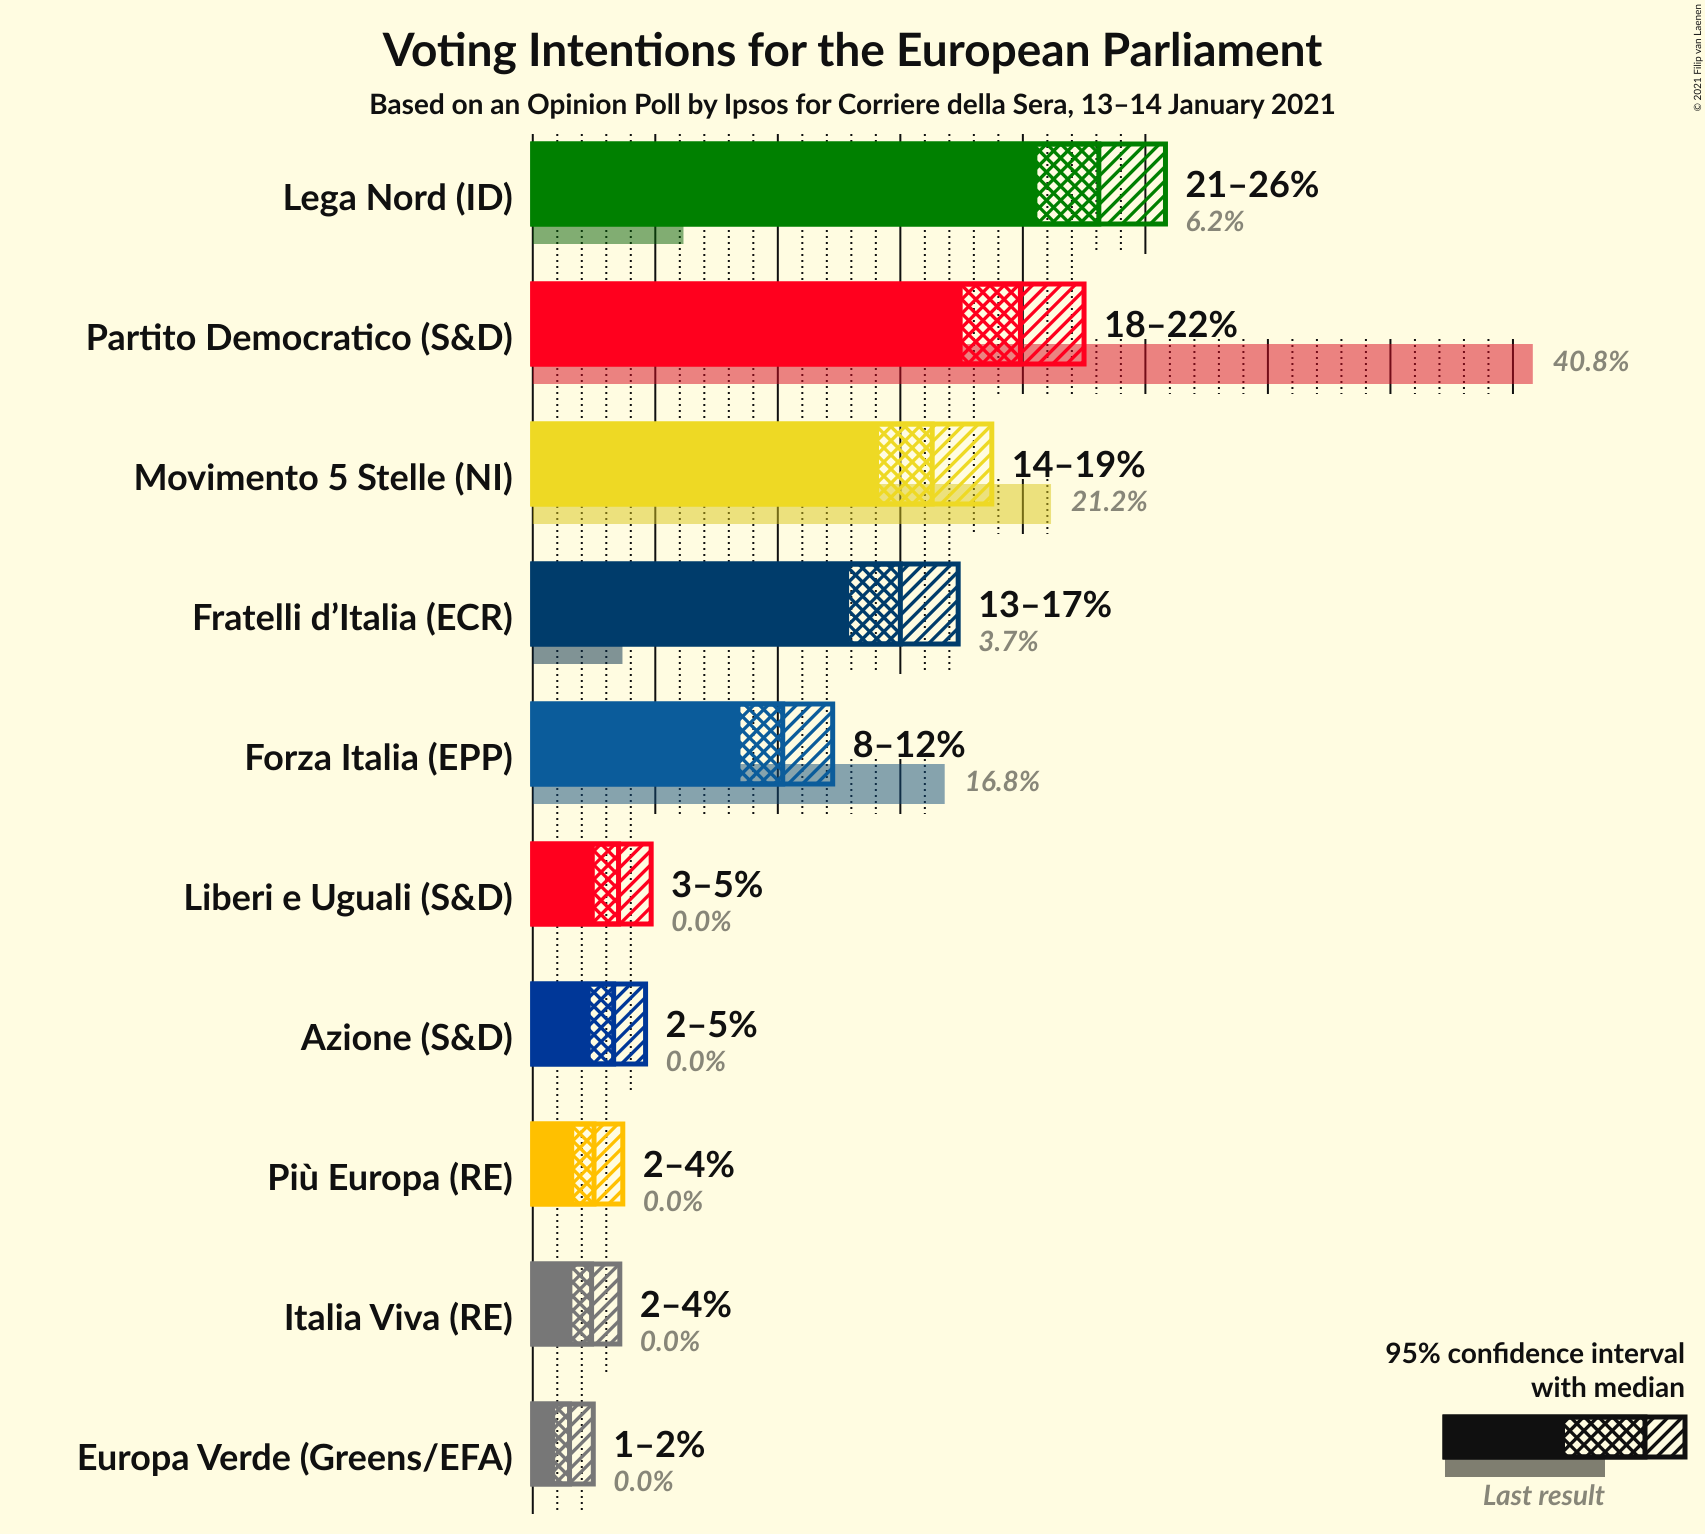 Voting Intentions for the European Parliament
Based on an Opinion Poll by Ipsos for Corriere della Sera, 13–14 January 2021
© 2021 Filip van Laenen
Lega Nord (ID)
21–26%
6.2%
Partito Democratico (S&D)
18–22%
40.8%
Movimento 5 Stelle (NI)
14–19%
21.2%
Fratelli d’Italia (ECR)
13–17%
3.7%
Forza Italia (EPP)
8–12%
16.8%
Liberi e Uguali (S&D)
3–5%
0.0%
Azione (S&D)
2–5%
0.0%
Più Europa (RE)
2–4%
0.0%
Italia Viva (RE)
2–4%
0.0%
Europa Verde (Greens/EFA)
1–2%
0.0%
95% confidence interval
with median
Last result